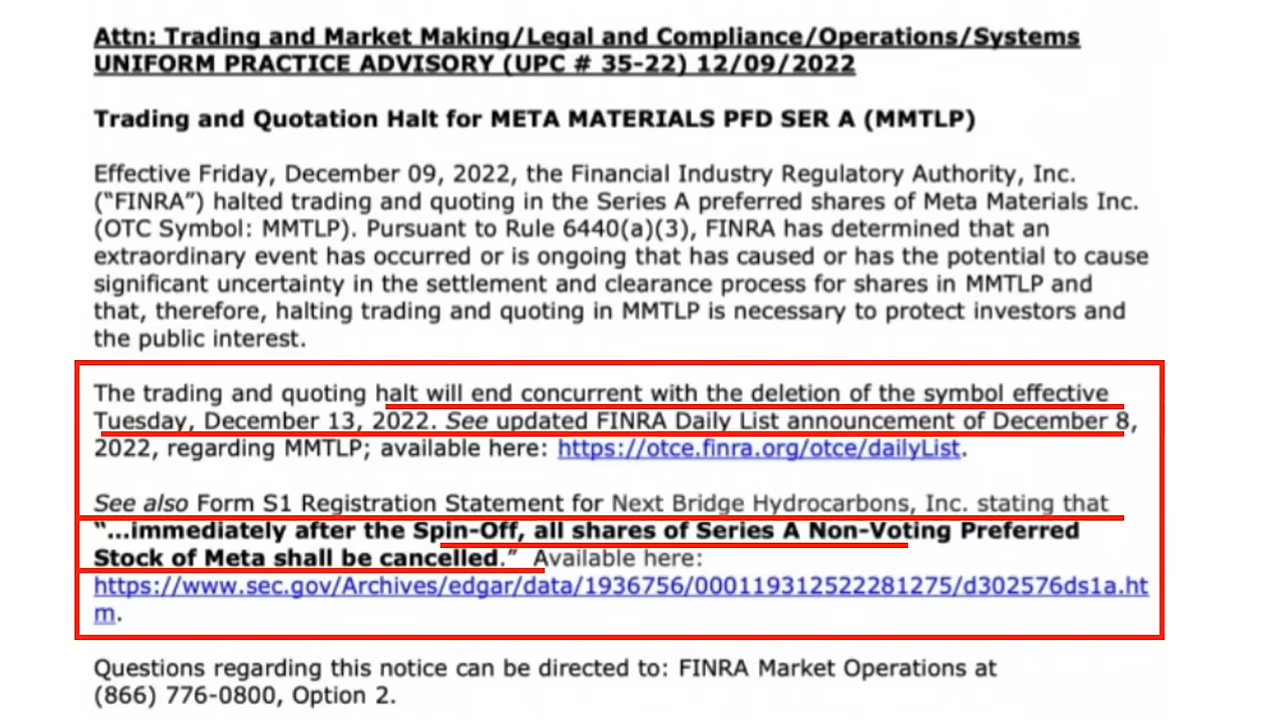 Attn: Trading and Market Making/Legal and Compliance/Operations/Systems
UNIFORM PRACTICE ADVISORY (UPC # 35-22) 12/09/2022
Trading and Quotation Halt for META MATERIALS PFD SER A (MMTLP)
Effective Friday, December 09, 2022, the Financial Industry Regulatory Authority, Inc.
("FINRA") halted trading and quoting in the Series A preferred shares of Meta Materials Inc.
(OTC Symbol: MMTLP). Pursuant to Rule 6440(a)(3), FINRA has determined that an
extraordinary event has occurred or is ongoing that has caused or has the potential to cause
significant uncertainty in the settlement and clearance process for shares in MMTLP and
that, therefore, halting trading and quoting in MMTLP is necessary to protect investors and
the public interest.
The trading and quoting halt will end concurrent with the deletion of the symbol effective
Tuesday, December 13, 2022. See updated FINRA Daily List announcement of December 8,
2022, regarding MMTLP; available here: https://otce.finra.org/otce/dailyList.
See also Form S1 Registration Statement for Next Bridge Hydrocarbons, Inc. stating that
"...immediately after the Spin-Off, all shares of Series A Non-Voting Preferred
Stock of Meta shall be cancelled." Available here:
https://www.sec.gov/Archives/edgar/data/1936756/000119312522281275/d302576ds1a.ht
m.
Questions regarding this notice can be directed to: FINRA Market Operations at
(866) 776-0800, Option 2.